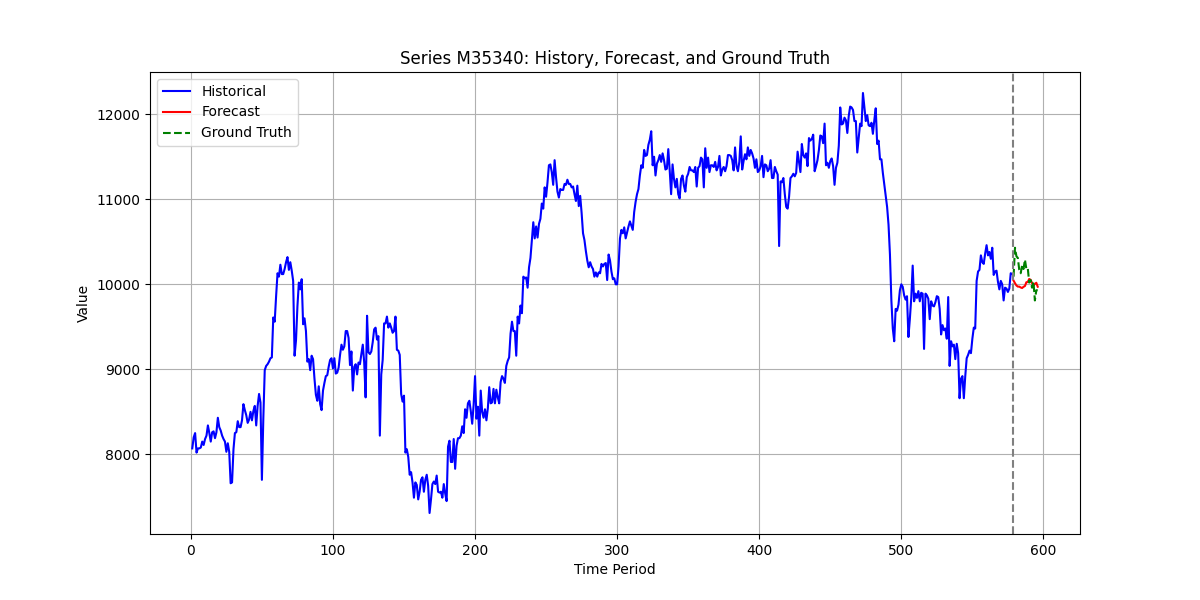 Series M35340: History, Forecast, and Ground Truth
Historical
Forecast
Ground Truth
12000
11000
10000
9000
8000
Value
0 100 200 300 400 500 600
Time Period